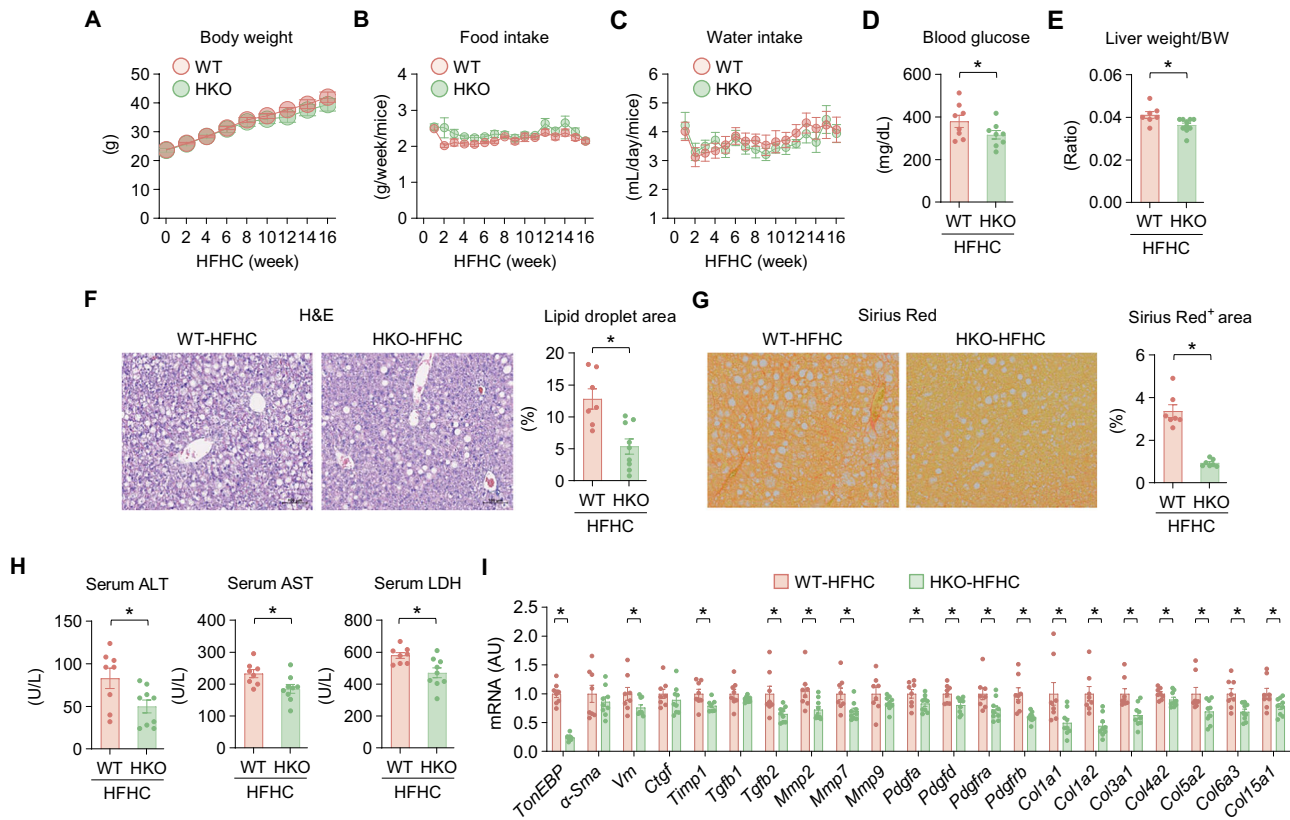 A
Body weight
WT
HKO
(g)
50
40
30
20
10
0
0 2 4 6 8 10 12 14 16
HFHC (week)
B
Food intake
WT
HKO
(g/week/mice)
4
3
2
1
0
0 2 4 6 8 10 12 14 16
HFHC (week)
C
Water intake
WT
HKO
(mL/day/mice)
6
5
4
3
2
1
0 2 4 6 8 10 12 14 16
HFHC (week)
D
Blood glucose
*
(mg/dL)
600
400
200
0
WT HKO
HFHC
E
Liver weight/BW
*
(Ratio)
0.06
0.04
0.02
0.00
WT HKO
HFHC
F
H&E
WT-HFHC HKO-HFHC
Lipid droplet area
*
(%)
20
15
10
5
0
WT HKO
HFHC
G
Sirius Red
WT-HFHC HKO-HFHC
Sirius Red+ area
*
(%)
6
4
2
0
WT HKO
HFHC
H
Serum ALT
*
(U/L)
150
100
50
0
WT HKO
HFHC
Serum AST
*
(U/L)
400
300
200
100
0
WT HKO
HFHC
Serum LDH
*
(U/L)
800
600
400
200
0
WT HKO
HFHC
I
WT-HFHC HKO-HFHC
mRNA (AU)
2.5
2.0
1.5
1.0
0.5
0.0
* * * * * * * * * * * * * * * * *
TonEBP α-Sma Vm Ctgf Timp1 Tgfb1 Tgfb2 Mmp2 Mmp7 Mmp9 Pdgfa Pdgfd Pdgfra Pdgfrb Col1a1 Col1a2 Col3a1 Col4a2 Col5a2 Col6a3 Col15a1